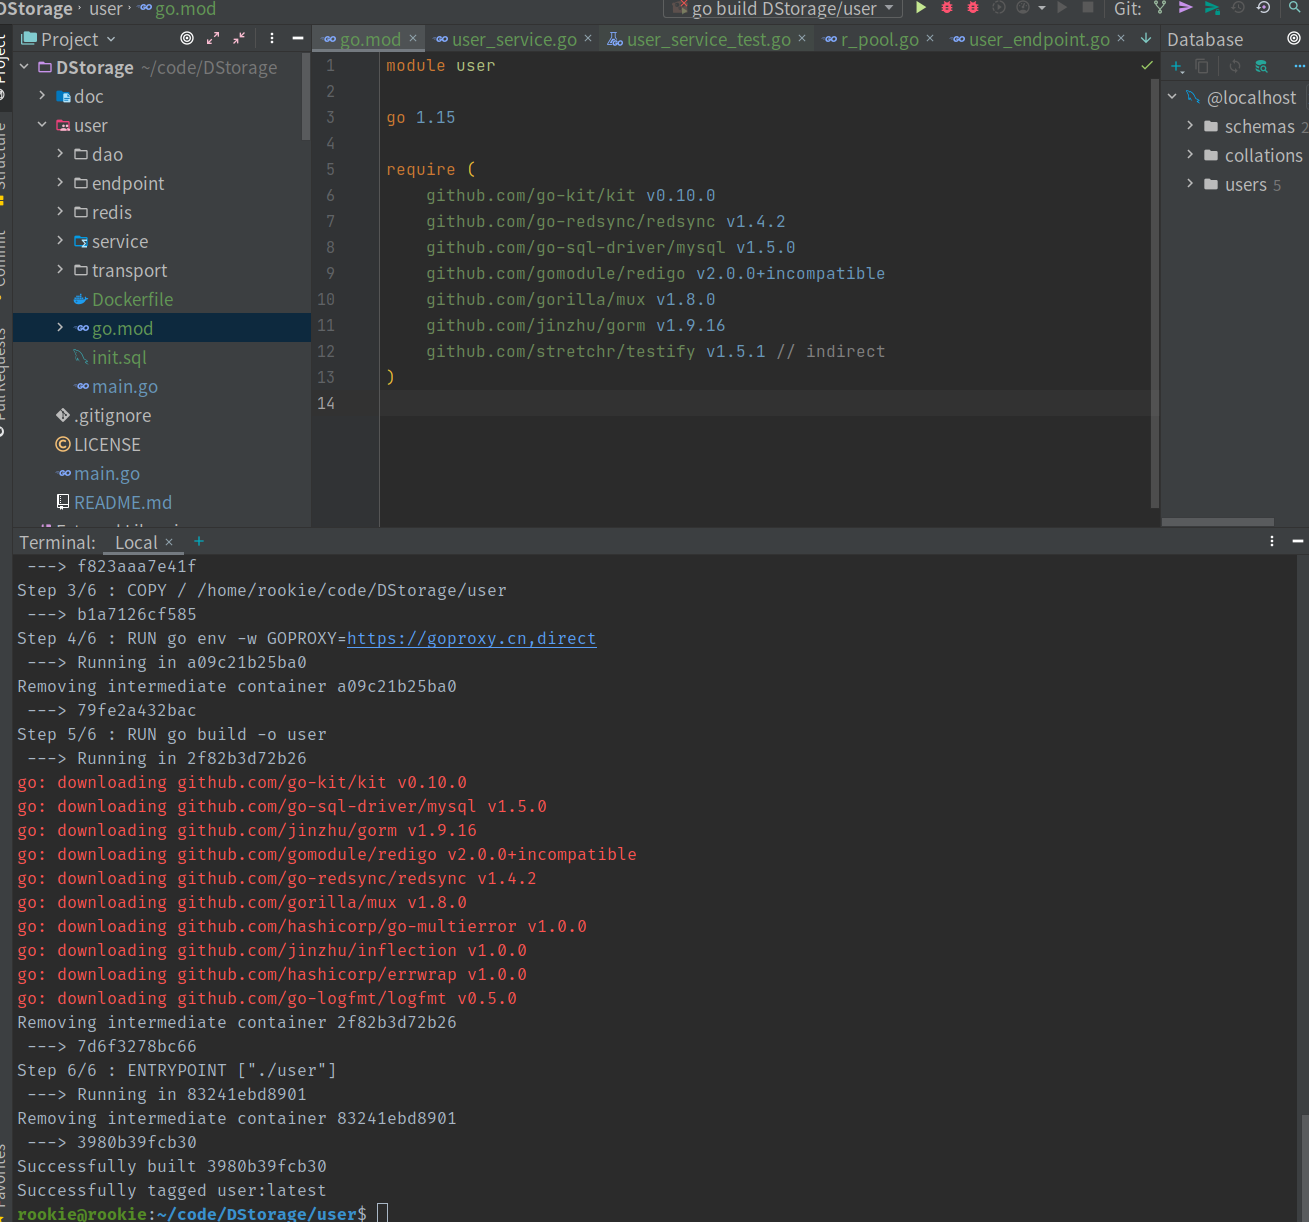 DStorage › user › go.mod
go build DStorage/user
Git:
Project
go.mod ×
user_service.go ×
user_service_test.go ×
r_pool.go ×
user_endpoint.go ×
Database
Project
Structure
Commit
Pull Requests
Favorites
DStorage ~/code/DStorage
doc
user
dao
endpoint
redis
service
transport
Dockerfile
go.mod
init.sql
main.go
.gitignore
LICENSE
main.go
README.md
1 module user
2
3 go 1.15
4
5 require (
6 github.com/go-kit/kit v0.10.0
7 github.com/go-redsync/redsync v1.4.2
8 github.com/go-sql-driver/mysql v1.5.0
9 github.com/gomodule/redigo v2.0.0+incompatible
10 github.com/gorilla/mux v1.8.0
11 github.com/jinzhu/gorm v1.9.16
12 github.com/stretchr/testify v1.5.1 // indirect
13 )
14
@localhost
schemas 2
collations
users 5
Terminal: Local × +
---> f823aaa7e41f
Step 3/6 : COPY / /home/rookie/code/DStorage/user
---> b1a7126cf585
Step 4/6 : RUN go env -w GOPROXY=https://goproxy.cn,direct
---> Running in a09c21b25ba0
Removing intermediate container a09c21b25ba0
---> 79fe2a432bac
Step 5/6 : RUN go build -o user
---> Running in 2f82b3d72b26
go: downloading github.com/go-kit/kit v0.10.0
go: downloading github.com/go-sql-driver/mysql v1.5.0
go: downloading github.com/jinzhu/gorm v1.9.16
go: downloading github.com/gomodule/redigo v2.0.0+incompatible
go: downloading github.com/go-redsync/redsync v1.4.2
go: downloading github.com/gorilla/mux v1.8.0
go: downloading github.com/hashicorp/go-multierror v1.0.0
go: downloading github.com/jinzhu/inflection v1.0.0
go: downloading github.com/hashicorp/errwrap v1.0.0
go: downloading github.com/go-logfmt/logfmt v0.5.0
Removing intermediate container 2f82b3d72b26
---> 7d6f3278bc66
Step 6/6 : ENTRYPOINT ["./user"]
---> Running in 83241ebd8901
Removing intermediate container 83241ebd8901
---> 3980b39fcb30
Successfully built 3980b39fcb30
Successfully tagged user:latest
rookie@rookie:~/code/DStorage/user$